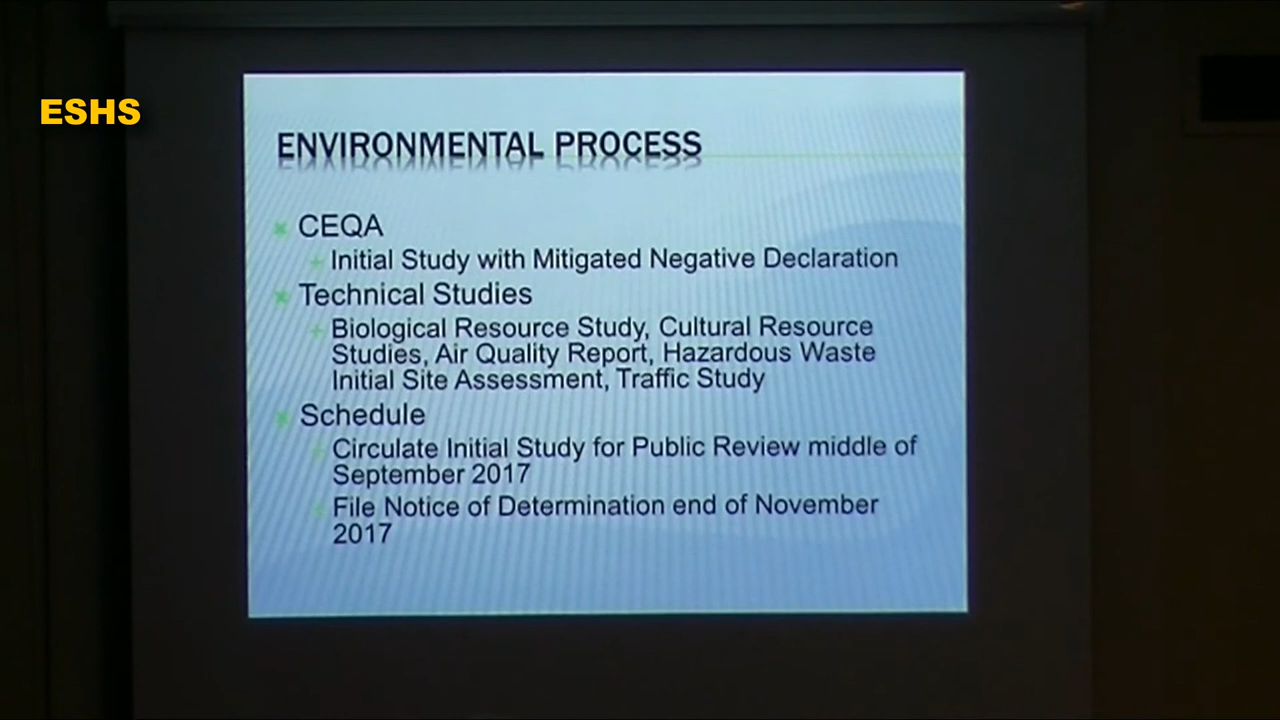 ESHS
ENVIRONMENTAL PROCESS
CEQA
Initial Study with Mitigated Negative Declaration
Technical Studies
Biological Resource Study, Cultural Resource
Studies, Air Quality Report, Hazardous Waste
Initial Site Assessment, Traffic Study
Schedule
Circulate Initial Study for Public Review middle of
September 2017
File Notice of Determination end of November
2017